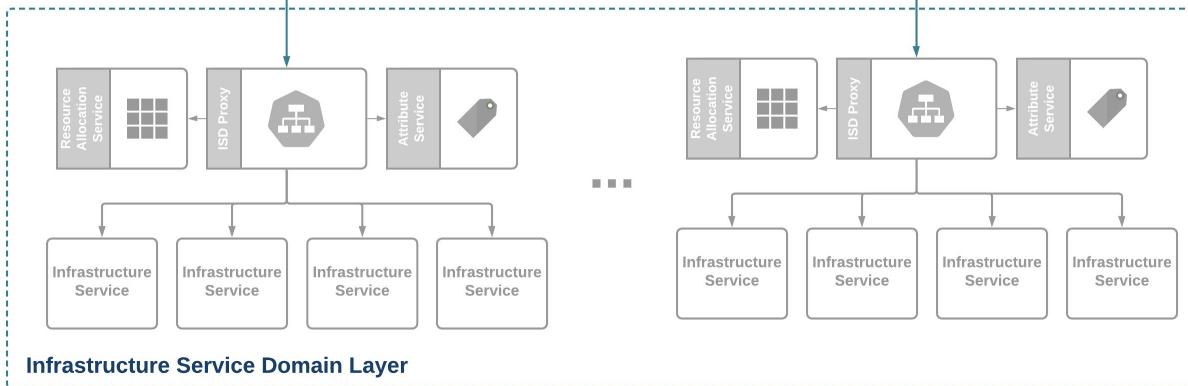 Resource
Allocation
Service
ISD Proxy
Attribute
Service
Resource
Allocation
Service
ISD Proxy
Attribute
Service
Infrastructure
Service
Infrastructure
Service
Infrastructure
Service
Infrastructure
Service
Infrastructure
Service
Infrastructure
Service
Infrastructure
Service
Infrastructure
Service
Infrastructure Service Domain Layer